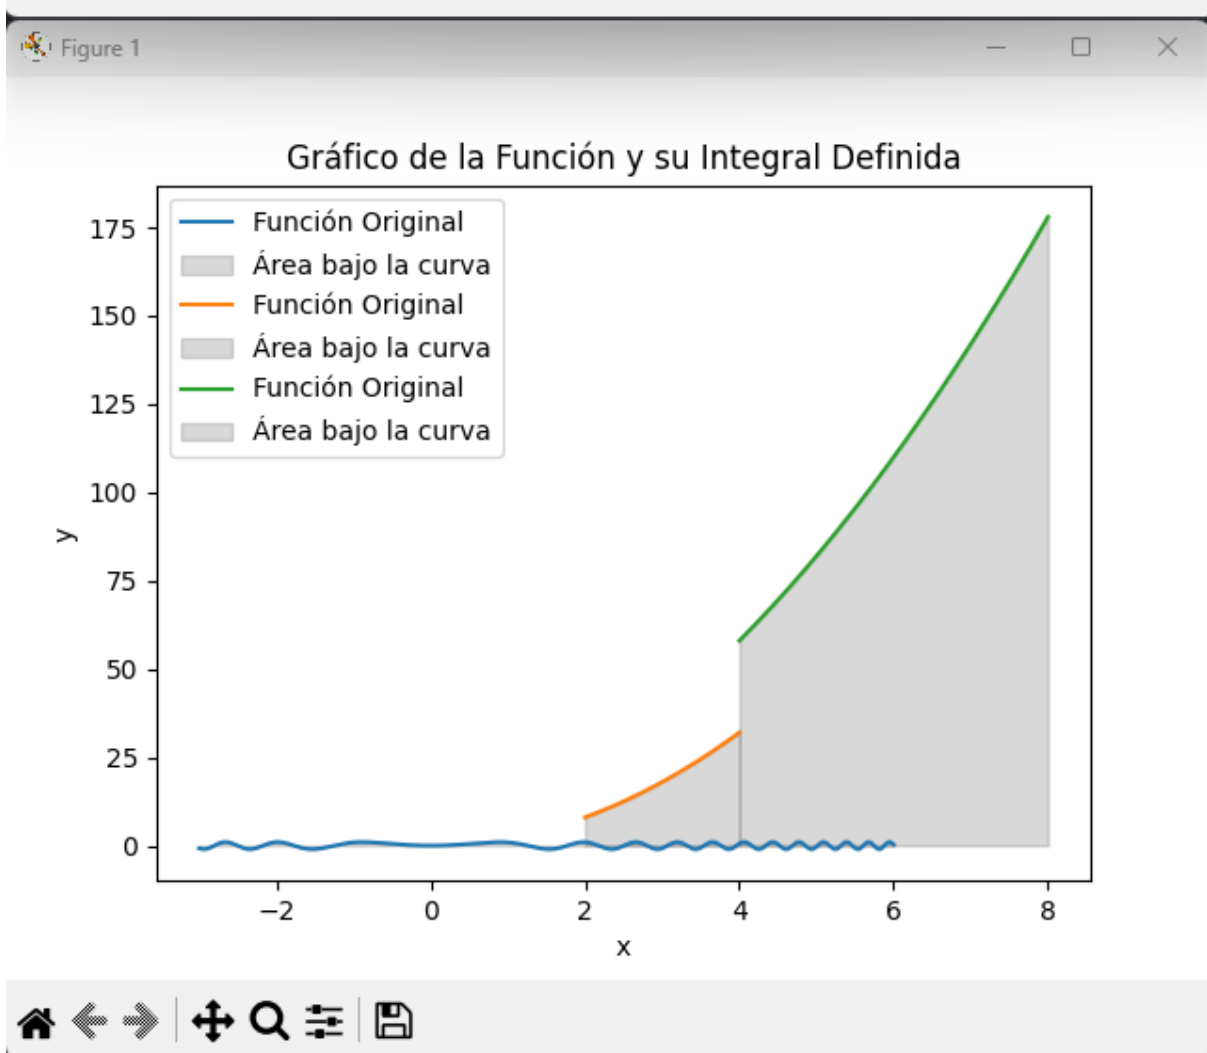 Figure 1
Gráfico de la Función y su Integral Definida
Función Original
Área bajo la curva
Función Original
Área bajo la curva
Función Original
Área bajo la curva
175
150
125
100
75
50
25
0
y
−2 0 2 4 6 8
x